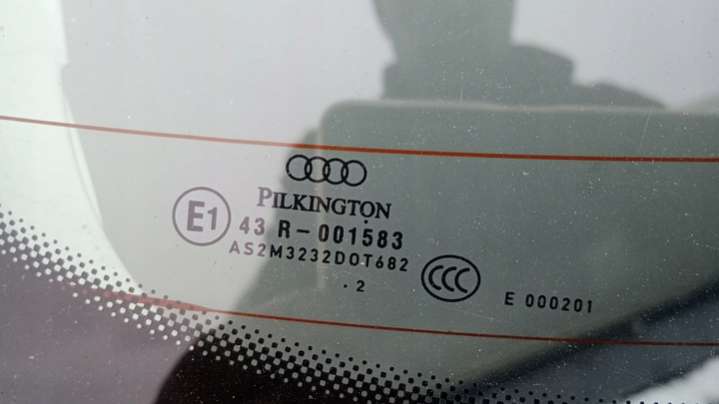 PILKINGTON
E1
43 R-001583
AS2M3232DOT682
. 2
CCC
E 000201